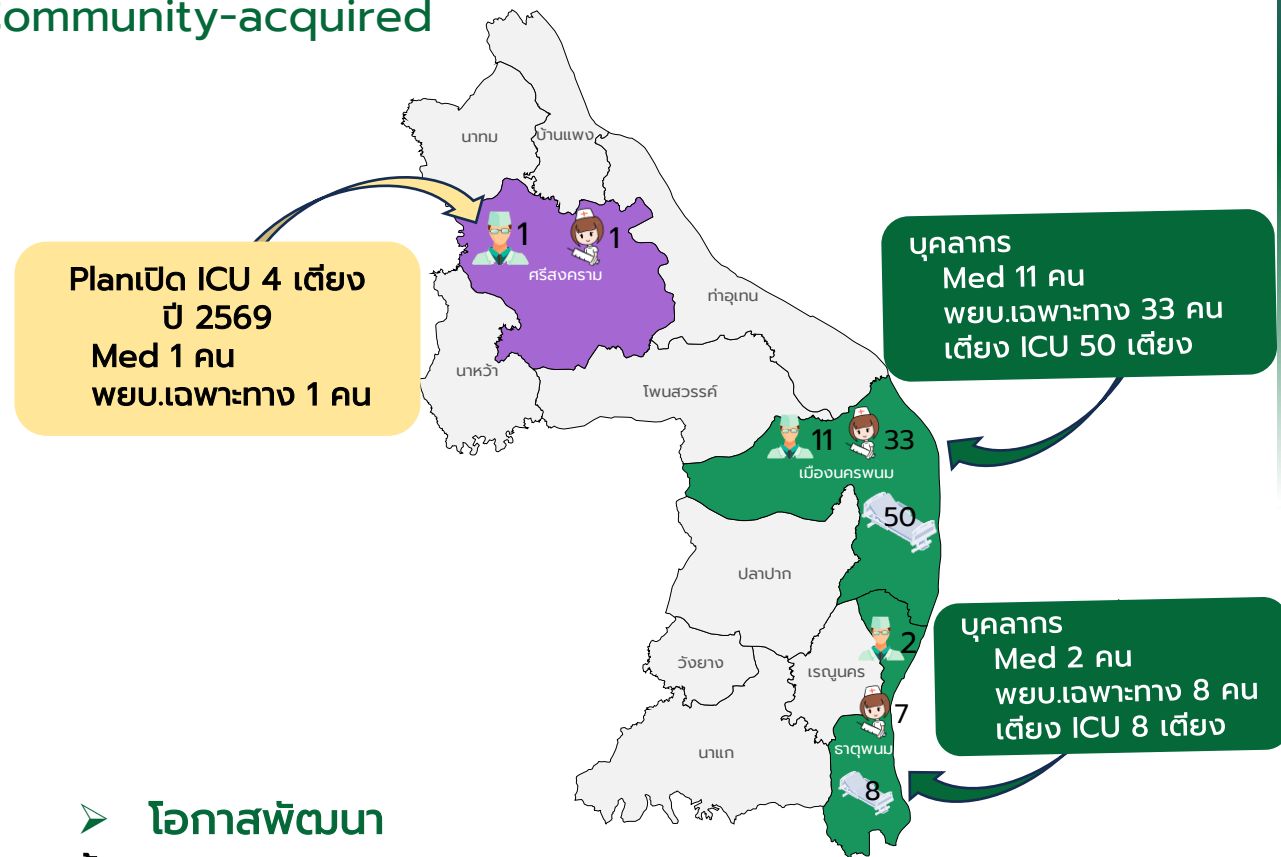 ommunity-acquired
นาทม
บ้านแพง
1
1
ศรีสงคราม
ท่าอุเทน
Planเปิด ICU 4 เตียง
ปี 2569
Med 1 คน
พยบ.เฉพาะทาง 1 คน
บุคลากร
Med 11 คน
พยบ.เฉพาะทาง 33 คน
เตียง ICU 50 เตียง
นาหว้า
โพนสวรรค์
11
33
เมืองนครพนม
50
ปลาปาก
2
วังยาง
เรณูนคร
7
นาแก
ธาตุพนม
8
บุคลากร
Med 2 คน
พยบ.เฉพาะทาง 8 คน
เตียง ICU 8 เตียง
➢ โอกาสพัฒนา